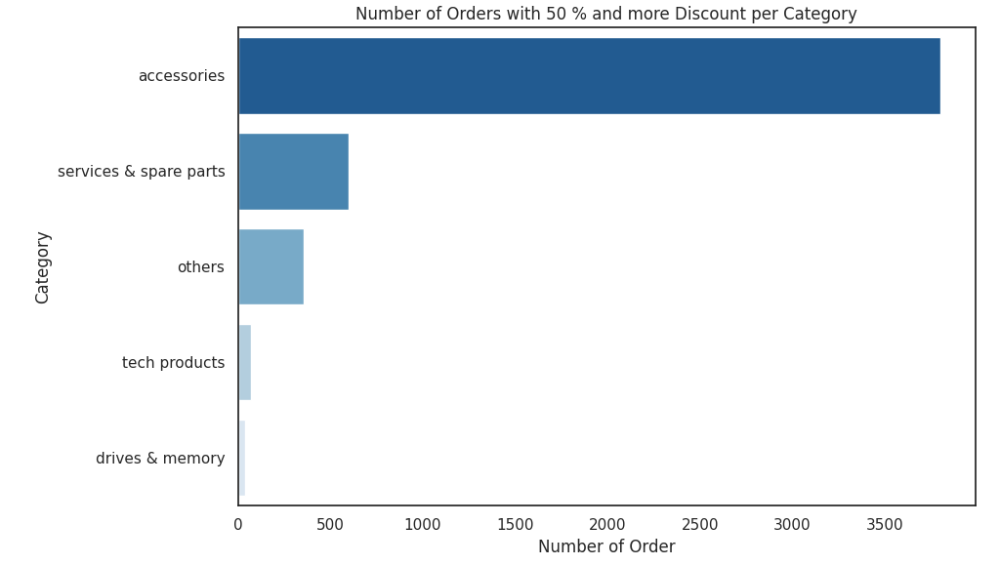 Number of Orders with 50 % and more Discount per Category
accessories
services & spare parts
others
tech products
drives & memory
Category
0 500 1000 1500 2000 2500 3000 3500
Number of Order